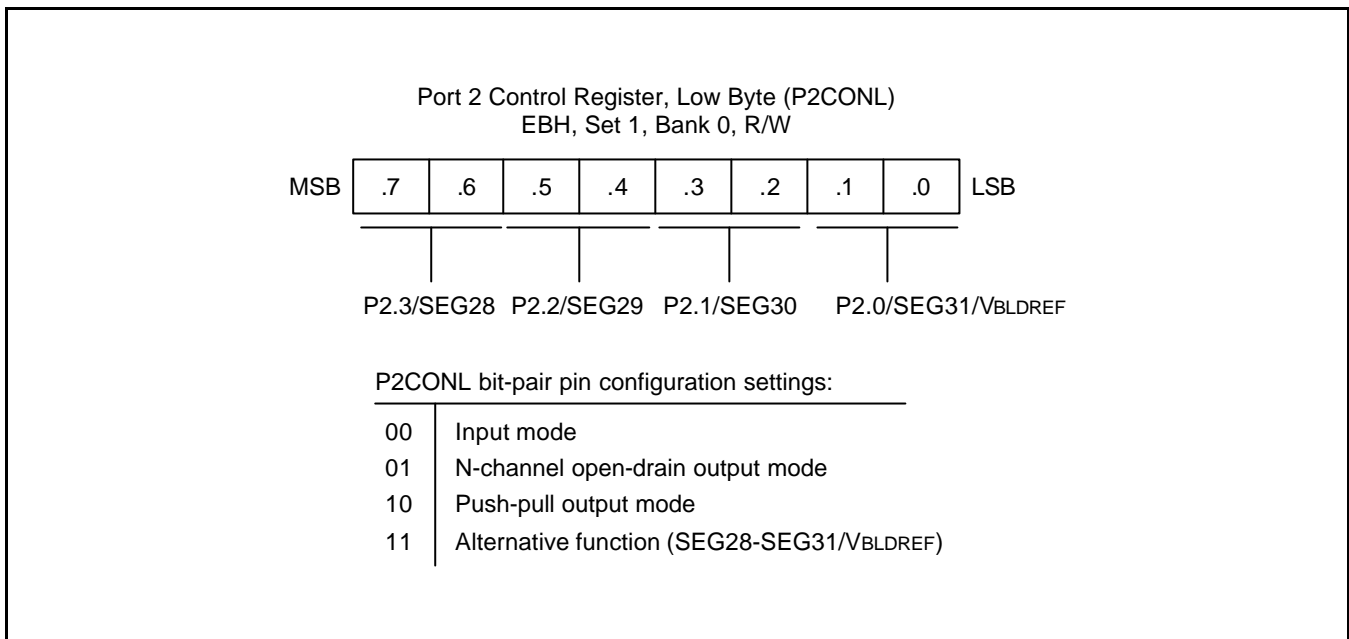 Port 2 Control Register, Low Byte (P2CONL)
EBH, Set 1, Bank 0, R/W
MSB .7 .6 .5 .4 .3 .2 .1 .0 LSB
P2.3/SEG28 P2.2/SEG29 P2.1/SEG30 P2.0/SEG31/VBLDREF
P2CONL bit-pair pin configuration settings:
00 Input mode
01 N-channel open-drain output mode
10 Push-pull output mode
11 Alternative function (SEG28-SEG31/VBLDREF)